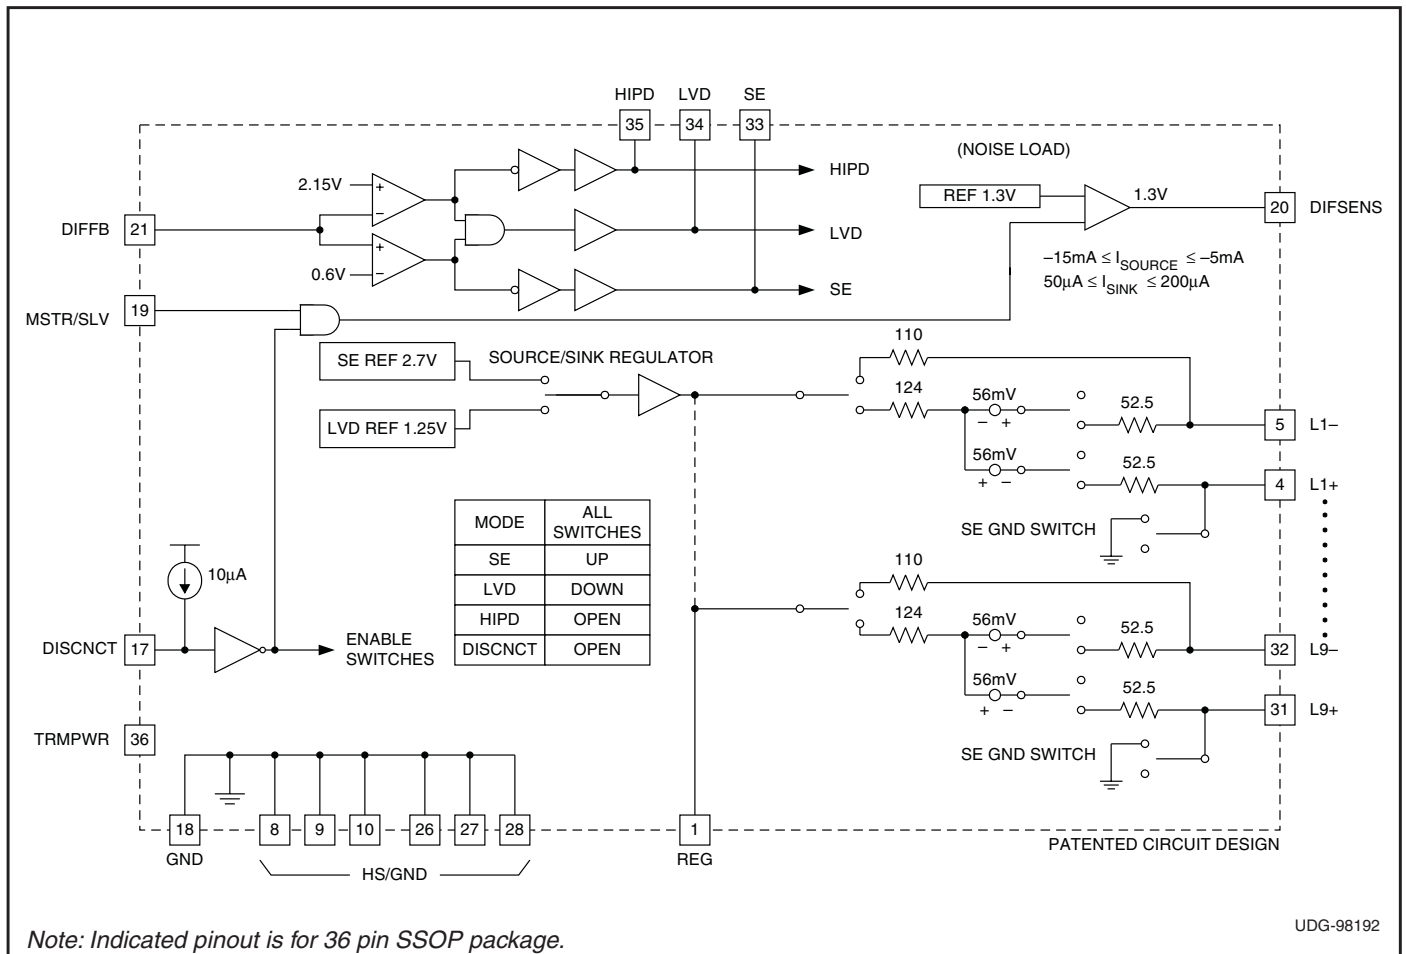 HIPD LVD SE
35 34 33
(NOISE LOAD)
HIPD
2.15V
+
−
REF 1.3V
1.3V
DIFFB 21
20 DIFSENS
LVD
+
−
0.6V
−15mA ≤ ISOURCE ≤ −5mA
50µA ≤ ISINK ≤ 200µA
SE
MSTR/SLV 19
SE REF 2.7V
SOURCE/SINK REGULATOR
LVD REF 1.25V
110
124
56mV
− +
52.5
5 L1−
56mV
+ −
52.5
4 L1+
SE GND SWITCH
MODE ALL SWITCHES
SE UP
LVD DOWN
HIPD OPEN
DISCNCT OPEN
10µA
DISCNCT 17
ENABLE
SWITCHES
110
124
56mV
− +
52.5
32 L9−
56mV
+ −
52.5
31 L9+
SE GND SWITCH
TRMPWR 36
18 8 9 10 26 27 28 1
GND
HS/GND
REG
PATENTED CIRCUIT DESIGN
Note: Indicated pinout is for 36 pin SSOP package.
UDG-98192